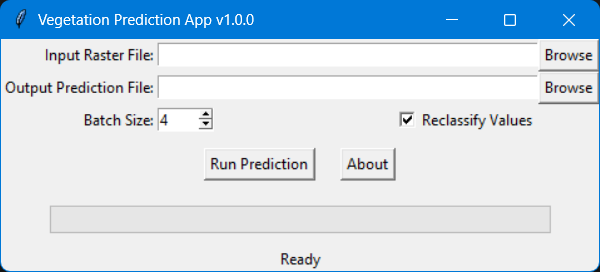 Vegetation Prediction App v1.0.0
Input Raster File: Browse
Output Prediction File: Browse
Batch Size: 4 Reclassify Values
Run Prediction About
Ready